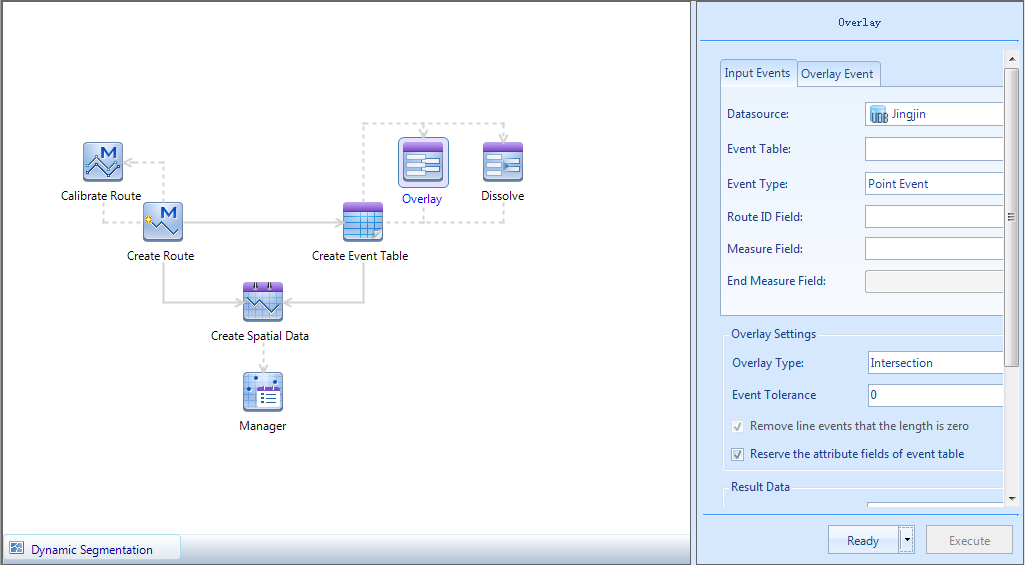 Calibrate Route
M
Create Route
M
Create Event Table
Overlay
Dissolve
Create Spatial Data
Manager
Dynamic Segmentation
Overlay
Input Events
Overlay Event
Datasource:
UDB Jingjin
Event Table:
Event Type:
Point Event
Route ID Field:
Measure Field:
End Measure Field:
Overlay Settings
Overlay Type:
Intersection
Event Tolerance
0
Remove line events that the length is zero
Reserve the attribute fields of event table
Result Data
Ready
Execute